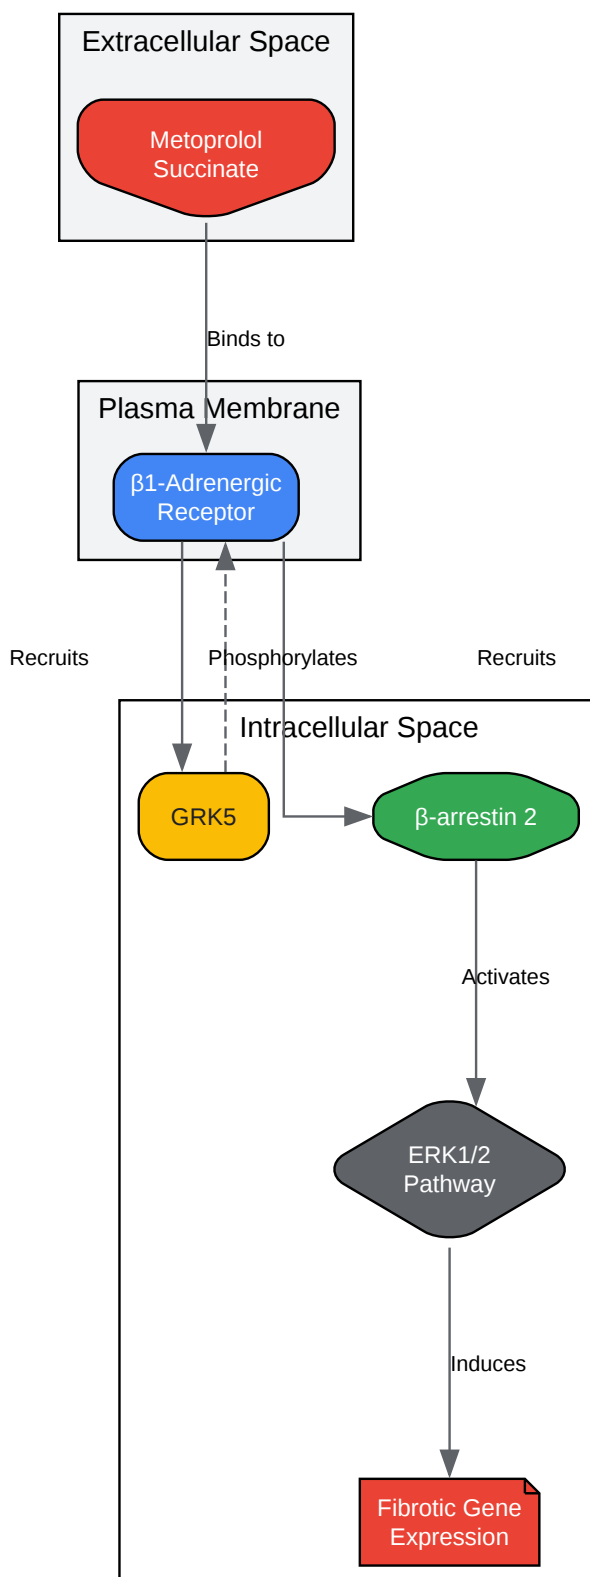 Extracellular Space
Metoprolol
Succinate
Binds to
Plasma Membrane
β1-Adrenergic
Receptor
Recruits
Phosphorylates
Recruits
Intracellular Space
GRK5
β-arrestin 2
Activates
ERK1/2
Pathway
Induces
Fibrotic Gene
Expression